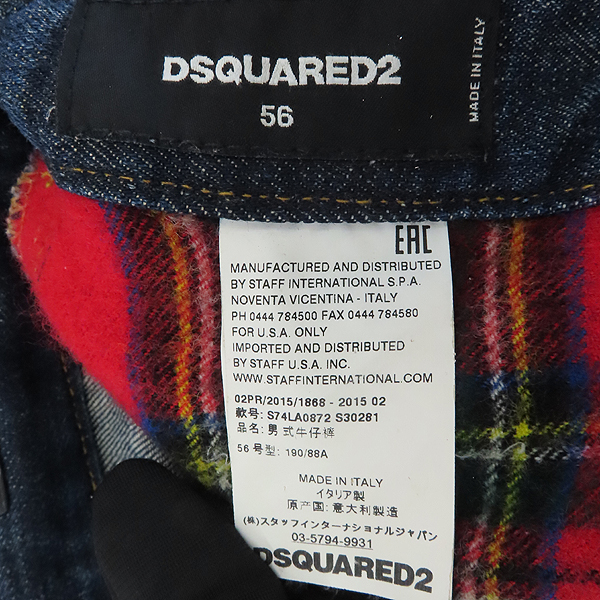 DSQUARED2
56
MADE IN ITALY
EAC
MANUFACTURED AND DISTRIBUTED
BY STAFF INTERNATIONAL S.P.A.
NOVENTA VICENTINA - ITALY
PH 0444 784500 FAX 0444 784580
FOR U.S.A. ONLY
IMPORTED AND DISTRIBUTED
BY STAFF U.S.A. INC.
WWW.STAFFINTERNATIONAL.COM
02PR/2015/1868 - 2015 02
款号: S74LA0872 S30281
品名: 男式牛仔裤
56 号型: 190/88A
MADE IN ITALY
イタリア製
原产国: 意大利製造
(株)スタッフインターナショナルジャパン
03-5794-9931
DSQUARED2